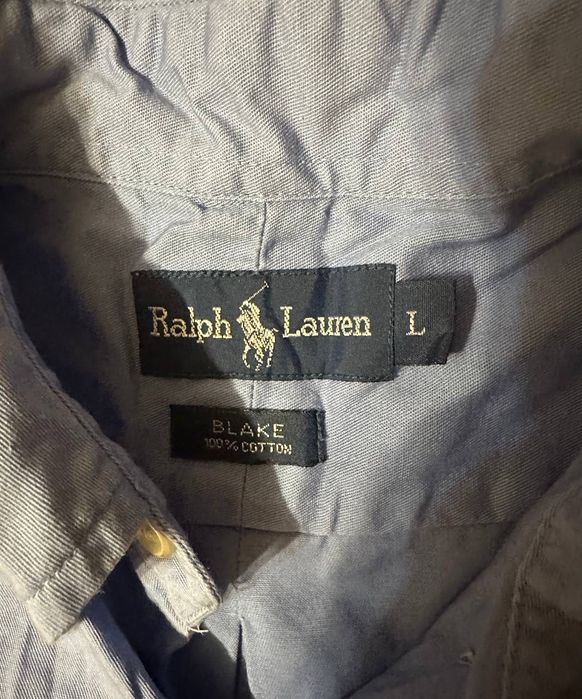 Ralph Lauren
L
BLAKE
100% COTTON